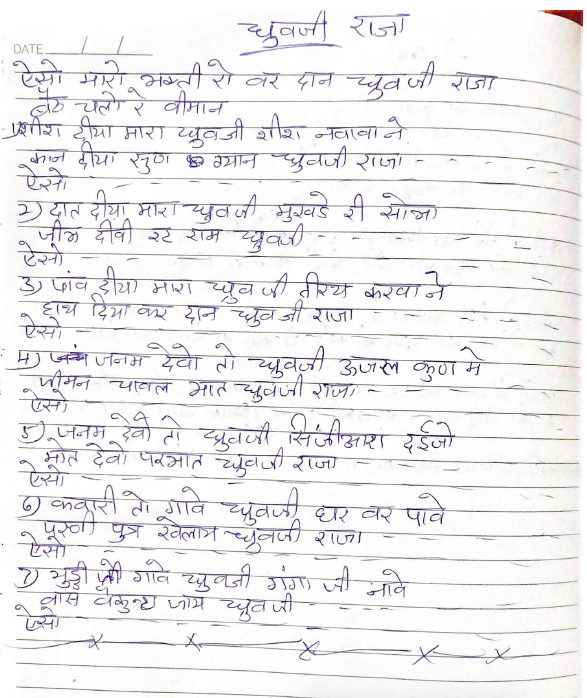 ध्रुवजी राजा
DATE
ऐसो मारो भक्ती रो वर दान ध्रुवजी राजा
बैठ चलो रे वीमान
1) शीश दीया मारा ध्रुवजी शीश नवावा ने
कान दीया सुण ग्यान ध्रुवजी राजा
ऐसो
2) दात दीया मारा ध्रुवजी मुखडे री सोभा
जीभ दीवी रट राम ध्रुवजी
ऐसो
3) पांव दीया मारा ध्रुवजी तीरथ करवा ने
हाथ दिया कर दान ध्रुवजी राजा
ऐसो
4) जनम देवो तो ध्रुवजी ऊजल कुण मे
जीमन चावल भात ध्रुवजी राजा
ऐसो
5) जनम देवो तो ध्रुवजी सिंजीआरा दईजो
मोत देवो परभात ध्रुवजी राजा
ऐसो
6) कवारी तो गावे ध्रुवजी घर वर पावे
परणी पुत्र खेलाय ध्रुवजी राजा
ऐसो
7) बुड्डी गावे ध्रुवजी गंगा जी नावे
वास वैकुन्ठ जाय ध्रुवजी
ऐसो